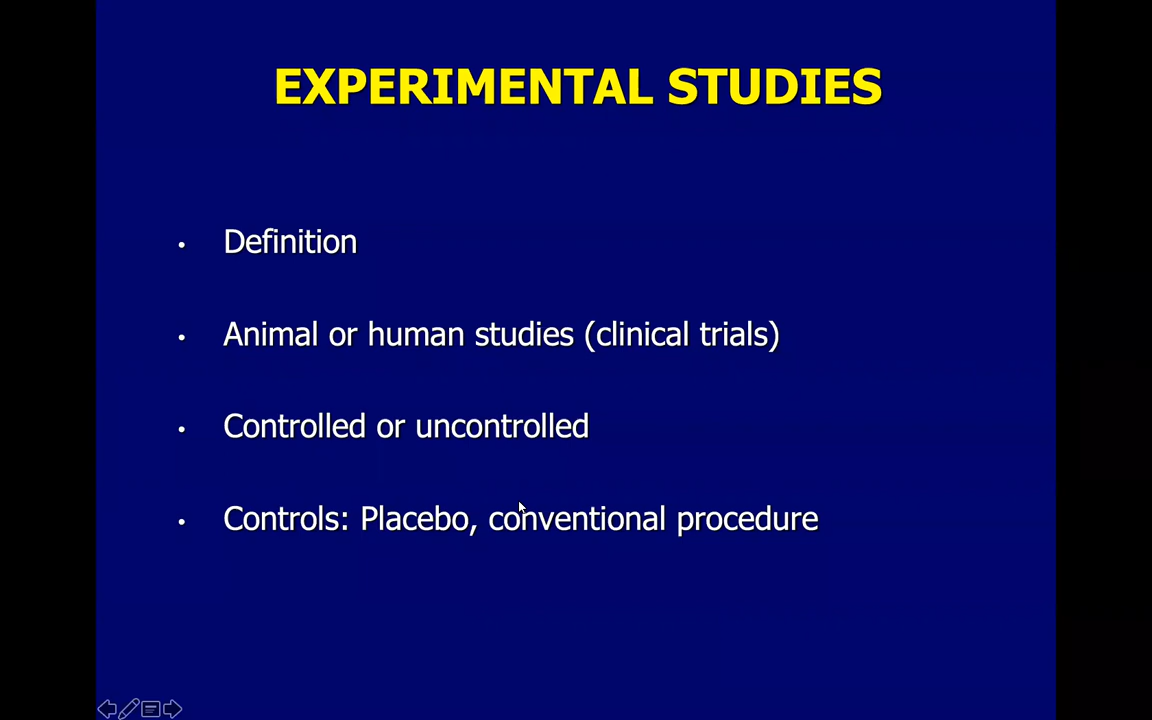 EXPERIMENTAL STUDIES
• Definition
• Animal or human studies (clinical trials)
• Controlled or uncontrolled
• Controls: Placebo, conventional procedure